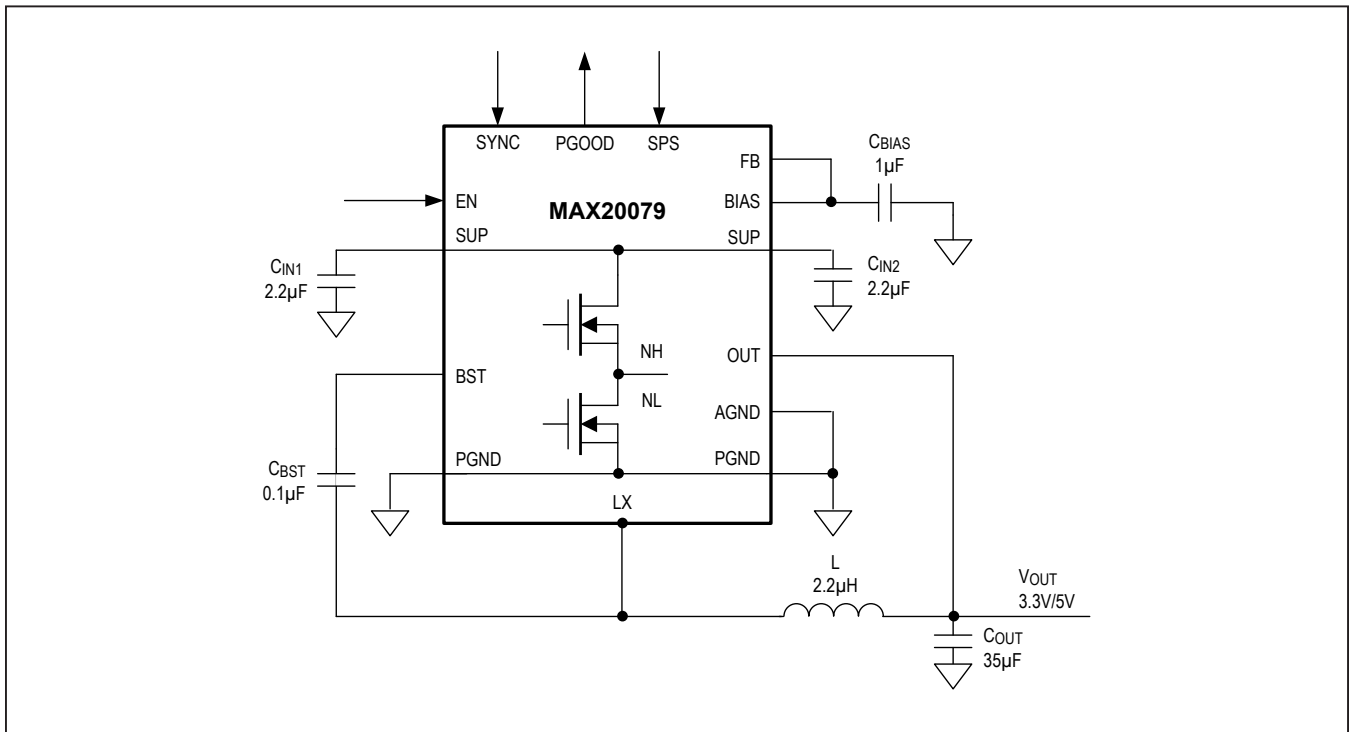 SYNC
PGOOD
SPS
FB
CBIAS
1µF
EN
MAX20079
BIAS
SUP
SUP
CIN1
2.2µF
CIN2
2.2µF
NH
OUT
BST
NL
AGND
CBST
0.1µF
PGND
PGND
LX
L
2.2µH
VOUT
3.3V/5V
COUT
35µF